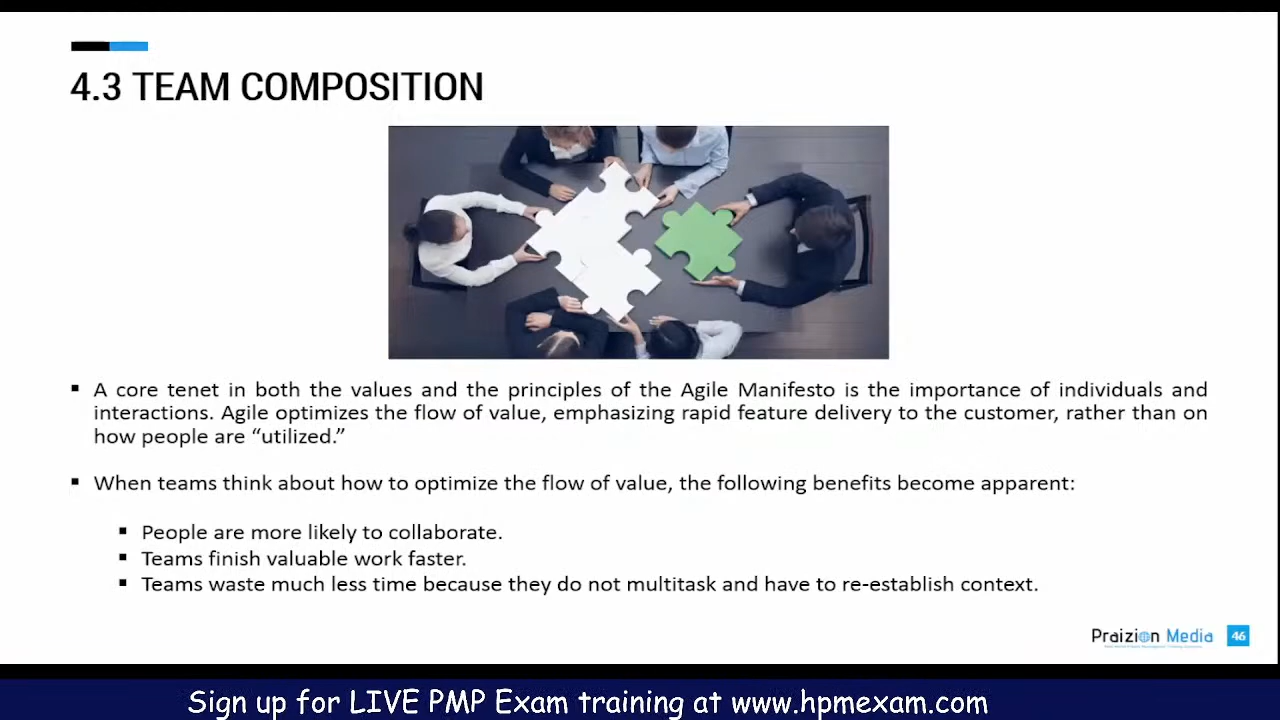 4.3 TEAM COMPOSITION
▪ A core tenet in both the values and the principles of the Agile Manifesto is the importance of individuals and
interactions. Agile optimizes the flow of value, emphasizing rapid feature delivery to the customer, rather than on
how people are “utilized.”
▪ When teams think about how to optimize the flow of value, the following benefits become apparent:
▪ People are more likely to collaborate.
▪ Teams finish valuable work faster.
▪ Teams waste much less time because they do not multitask and have to re-establish context.
Praizion Media 46
Sign up for LIVE PMP Exam training at www.hpmexam.com